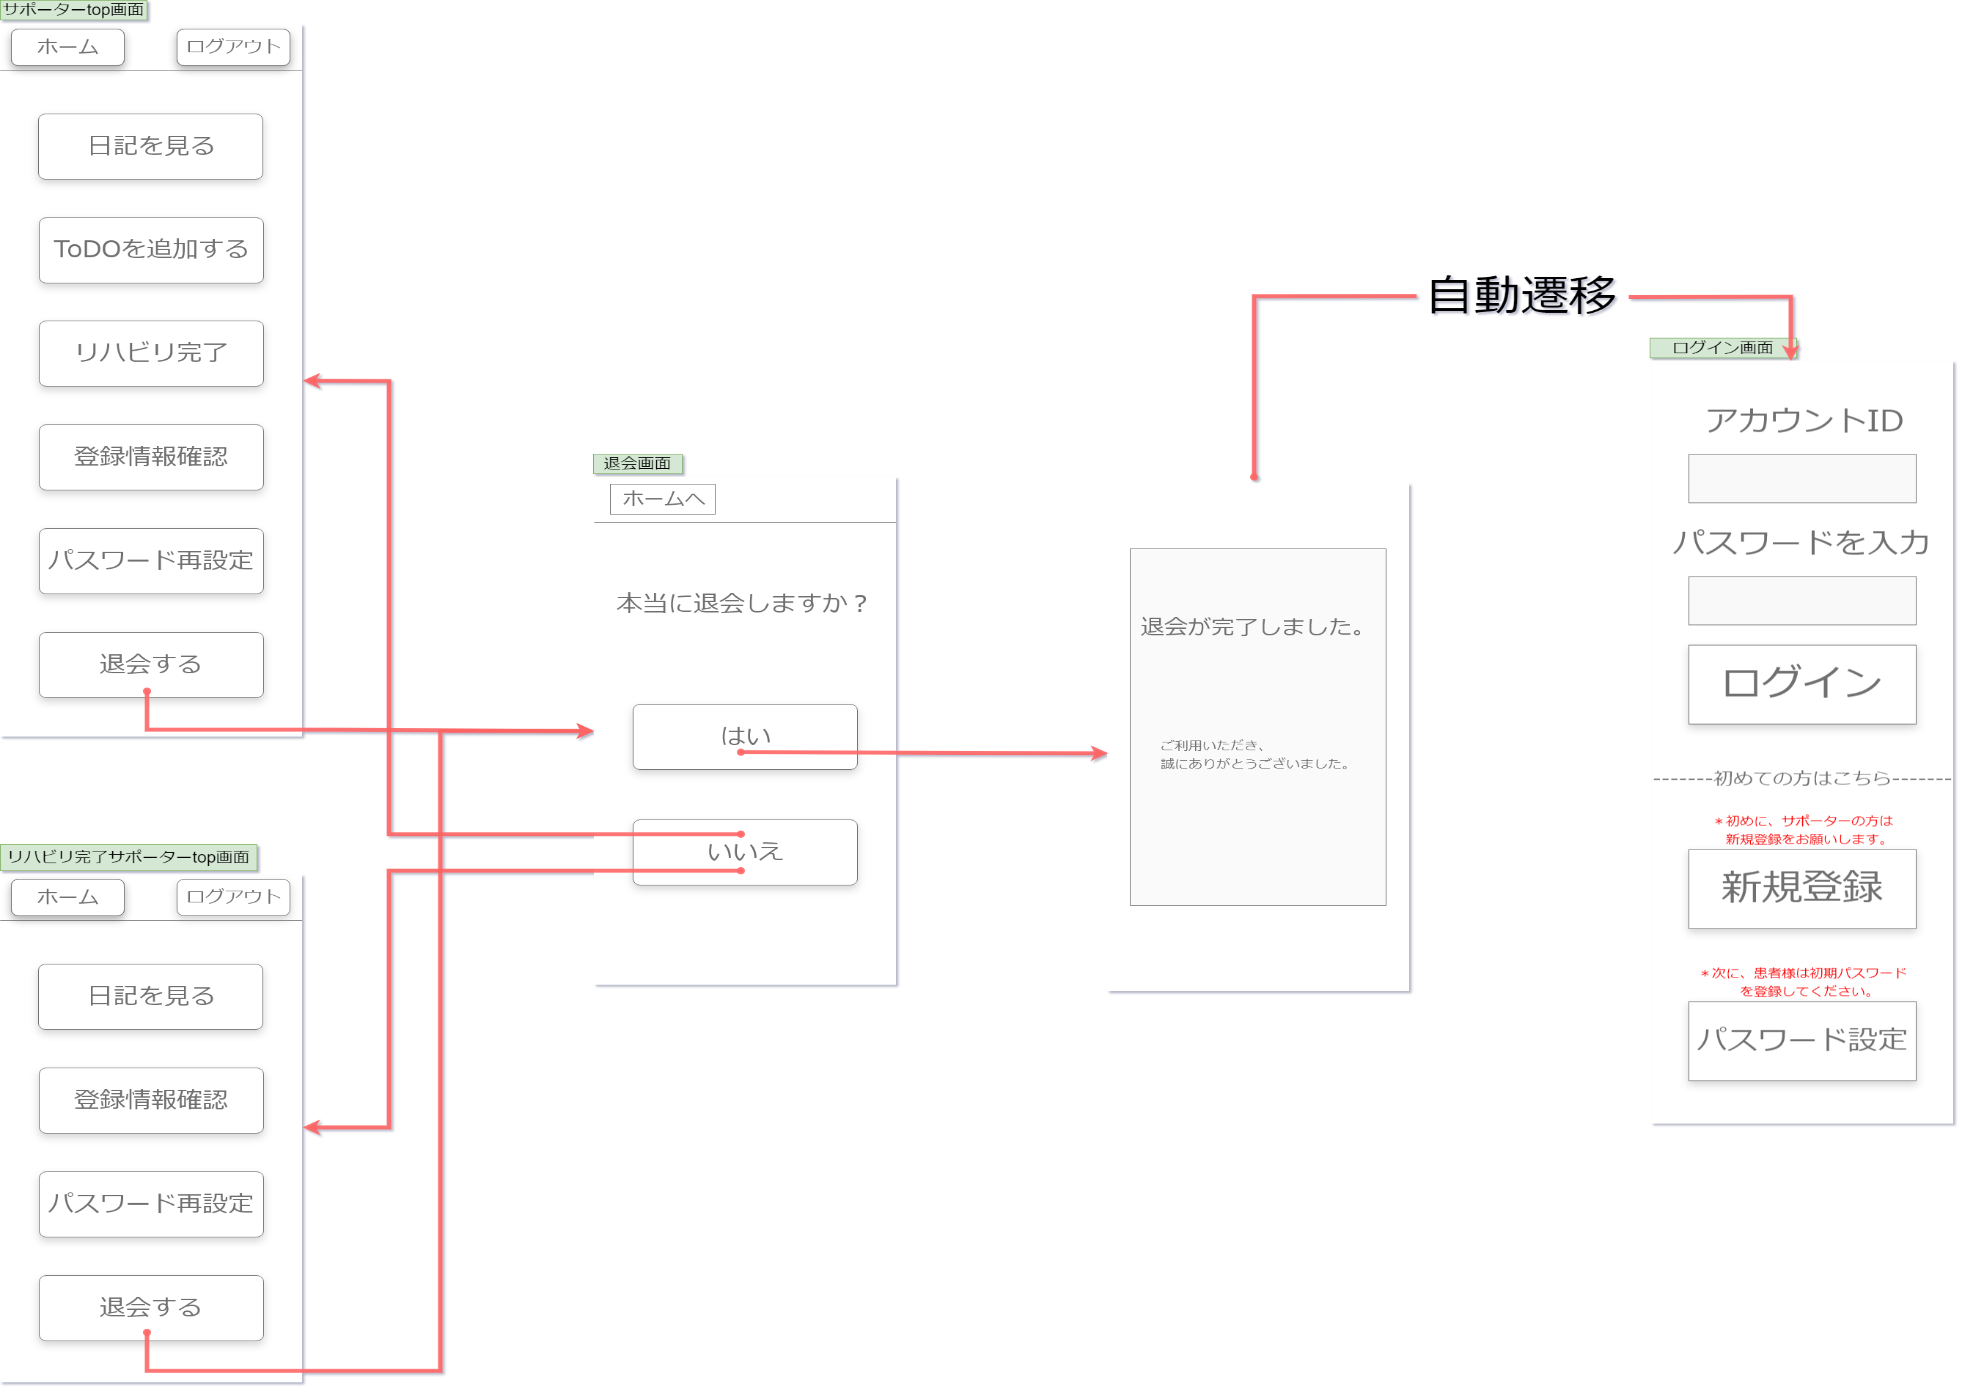 サポーターtop画面
ホーム
ログアウト
日記を見る
ToDOを追加する
リハビリ完了
登録情報確認
パスワード再設定
退会する
リハビリ完了サポーターtop画面
ホーム
ログアウト
日記を見る
登録情報確認
パスワード再設定
退会する
退会画面
ホームへ
本当に退会しますか？
はい
いいえ
退会が完了しました。
ご利用いただき、
誠にありがとうございました。
自動遷移
ログイン画面
アカウントID
パスワードを入力
ログイン
-------初めての方はこちら-------
＊初めに、サポーターの方は
新規登録をお願いします。
新規登録
＊次に、患者様は初期パスワード
を登録してください。
パスワード設定